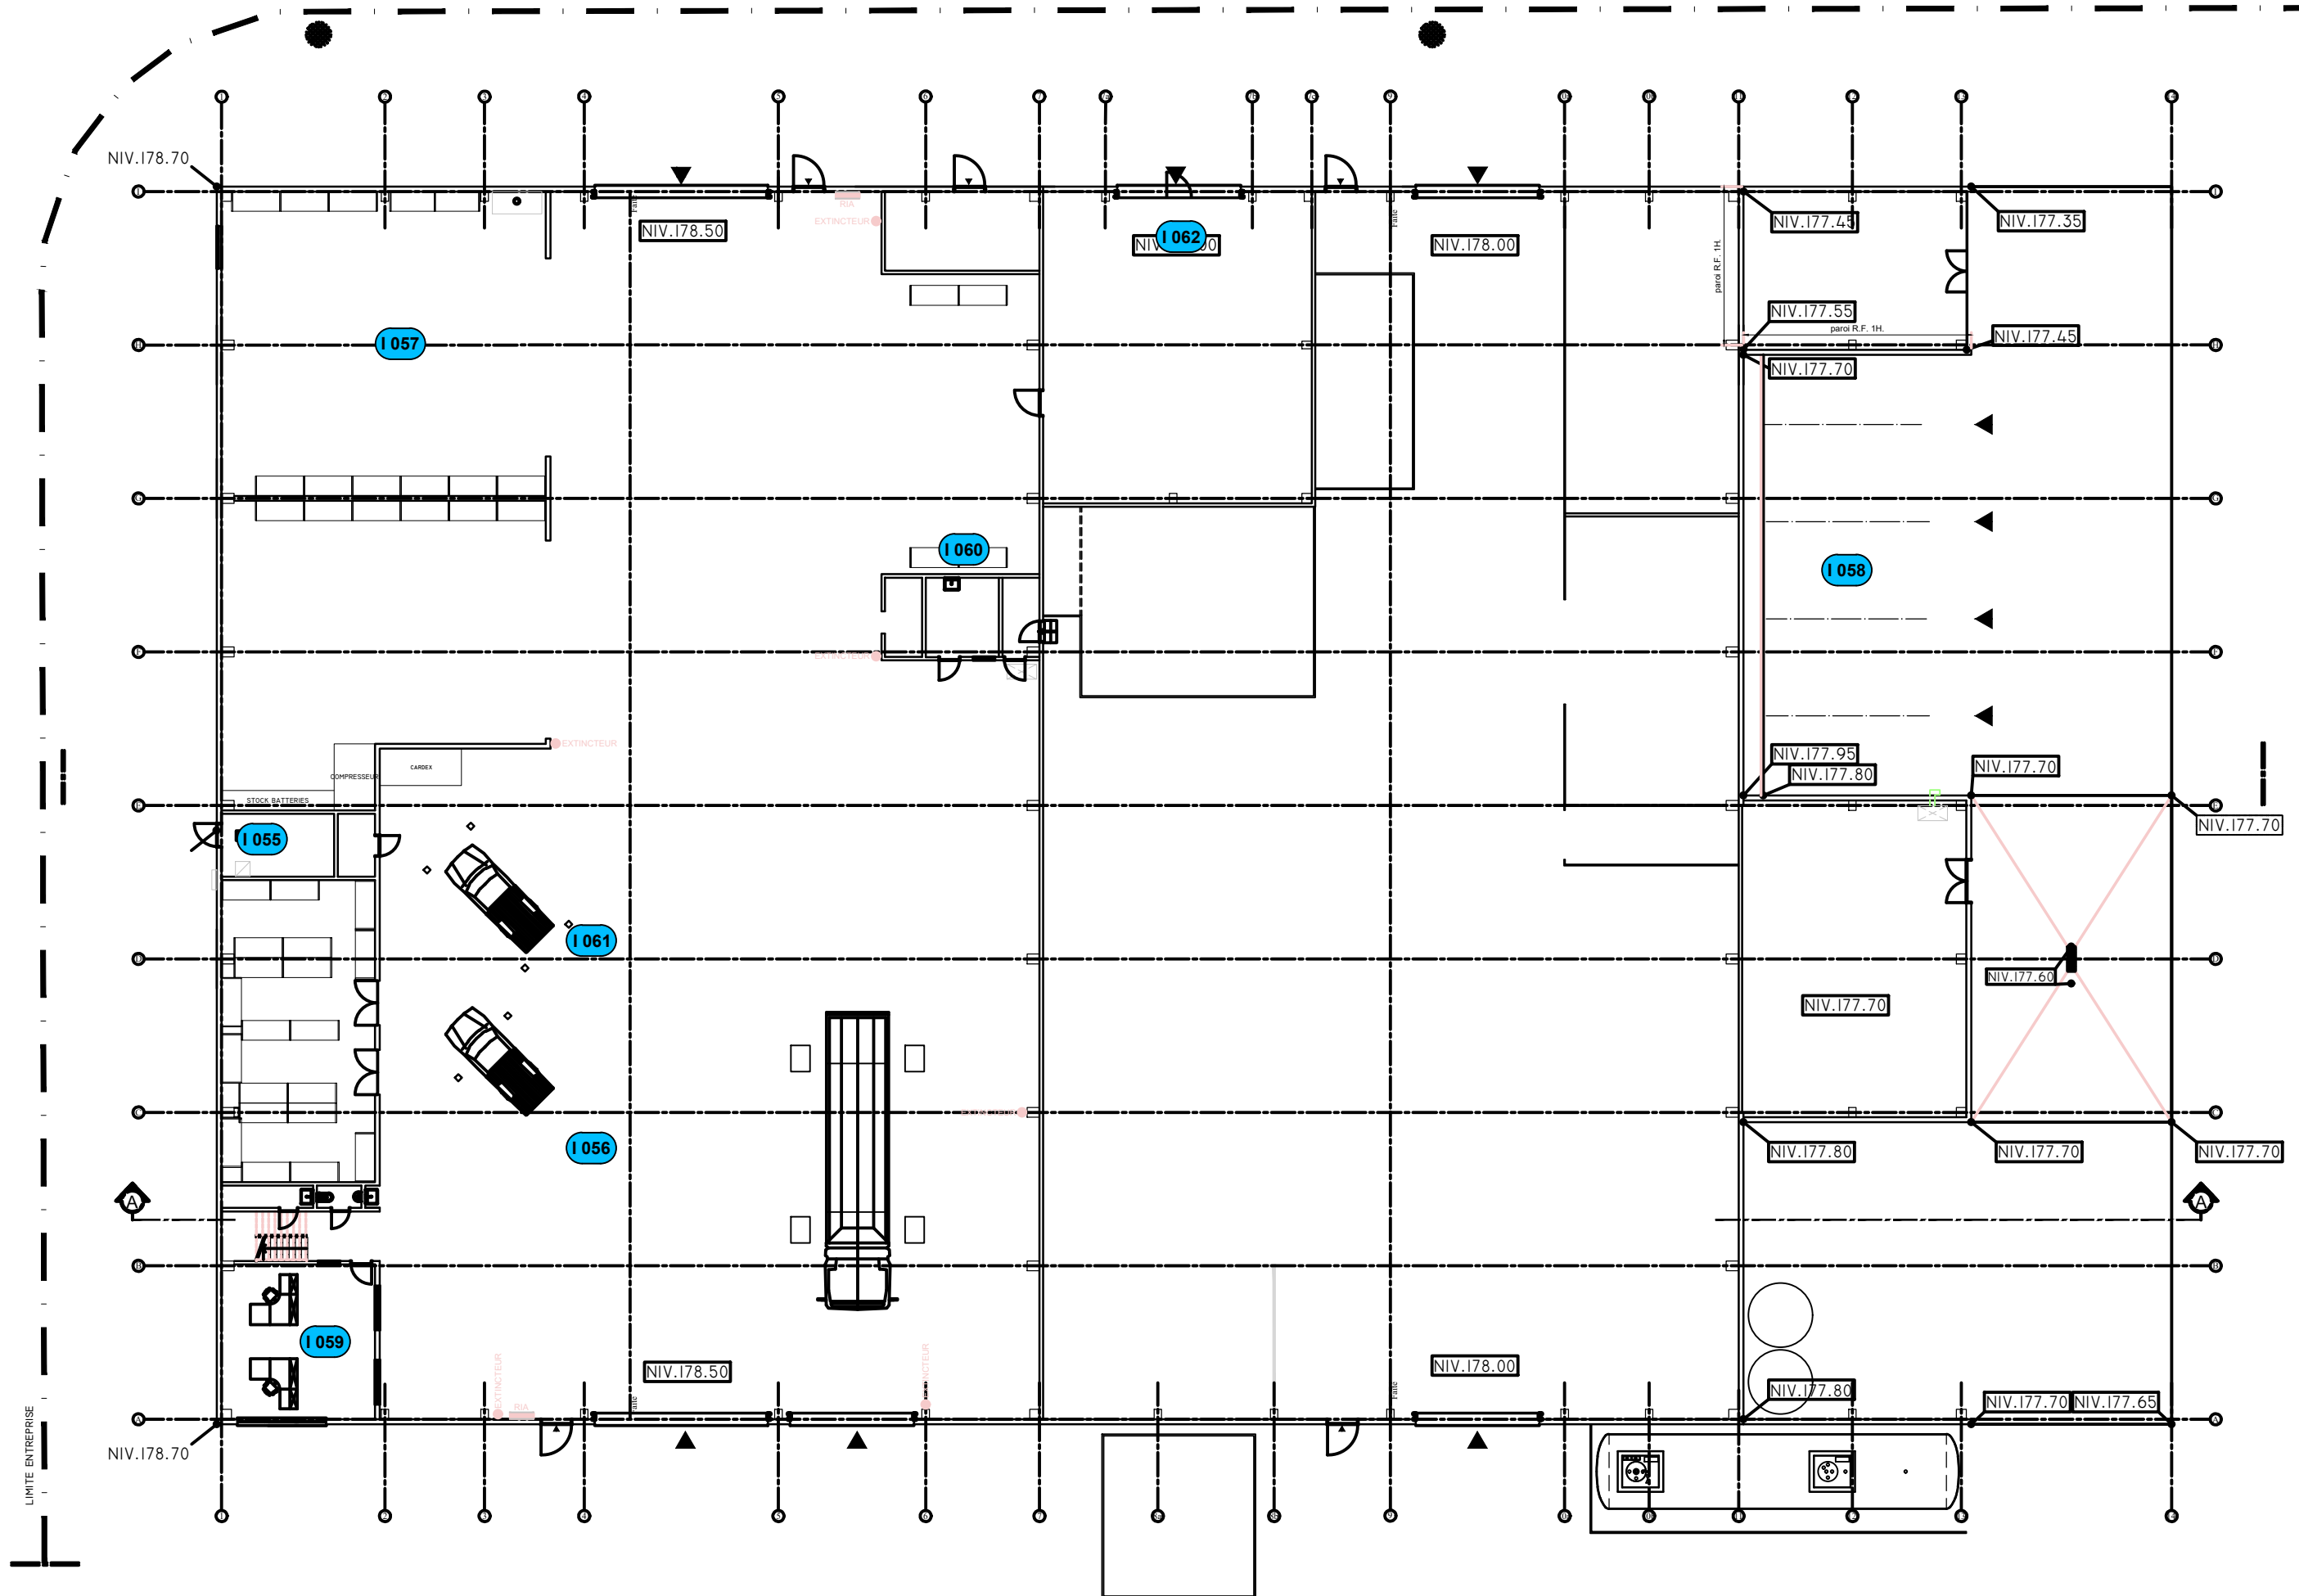 NIV.178.70
NIV.178.50
RIA
EXTINCTEUR
I 062
NIV.178.00
NIV.177.45
NIV.177.35
paroi R.F. 1H.
NIV.177.55
paroi R.F. 1H.
NIV.177.45
I 057
NIV.177.70
I 060
I 058
EXTINCTEUR
EXTINCTEUR
COMPRESSEUR
CARDEX
STOCK BATTERIES
NIV.177.95
NIV.177.80
NIV.177.70
NIV.177.70
I 055
I 061
NIV.177.60
NIV.177.70
EXTINCTEUR
I 056
NIV.177.80
NIV.177.70
NIV.177.70
A
A
I 059
EXTINCTEUR
RIA
NIV.178.50
EXTINCTEUR
NIV.178.00
NIV.177.80
NIV.177.70
NIV.177.65
NIV.178.70
LIMITE ENTREPRISE